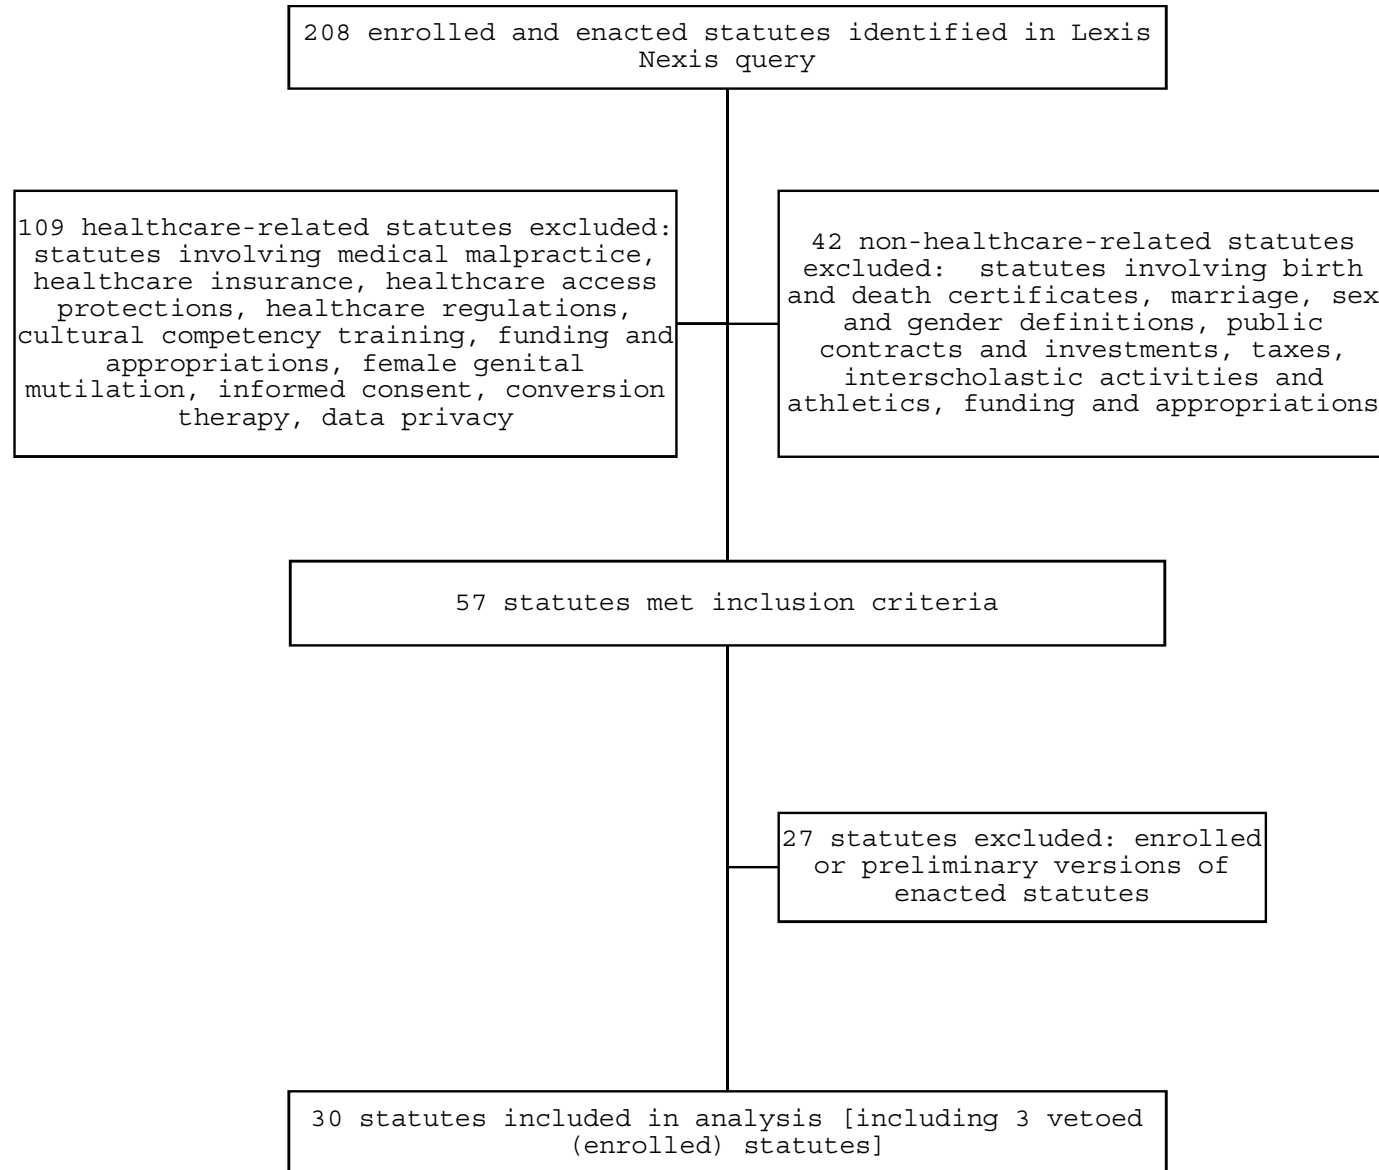 208 enrolled and enacted statutes identified in Lexis
Nexis query
109 healthcare-related statutes excluded:
statutes involving medical malpractice,
healthcare insurance, healthcare access
protections, healthcare regulations,
cultural competency training, funding and
appropriations, female genital
mutilation, informed consent, conversion
therapy, data privacy
42 non-healthcare-related statutes
excluded:  statutes involving birth
and death certificates, marriage, sex
and gender definitions, public
contracts and investments, taxes,
interscholastic activities and
athletics, funding and appropriations
57 statutes met inclusion criteria
27 statutes excluded: enrolled
or preliminary versions of
enacted statutes
30 statutes included in analysis [including 3 vetoed
(enrolled) statutes]